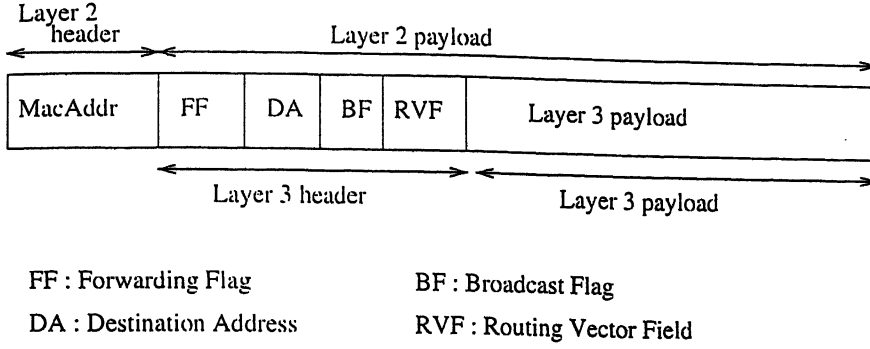 Layer 2
header
Layer 2 payload
MacAddr FF DA BF RVF Layer 3 payload
Layer 3 header
Layer 3 payload
FF : Forwarding Flag
BF : Broadcast Flag
DA : Destination Address
RVF : Routing Vector Field